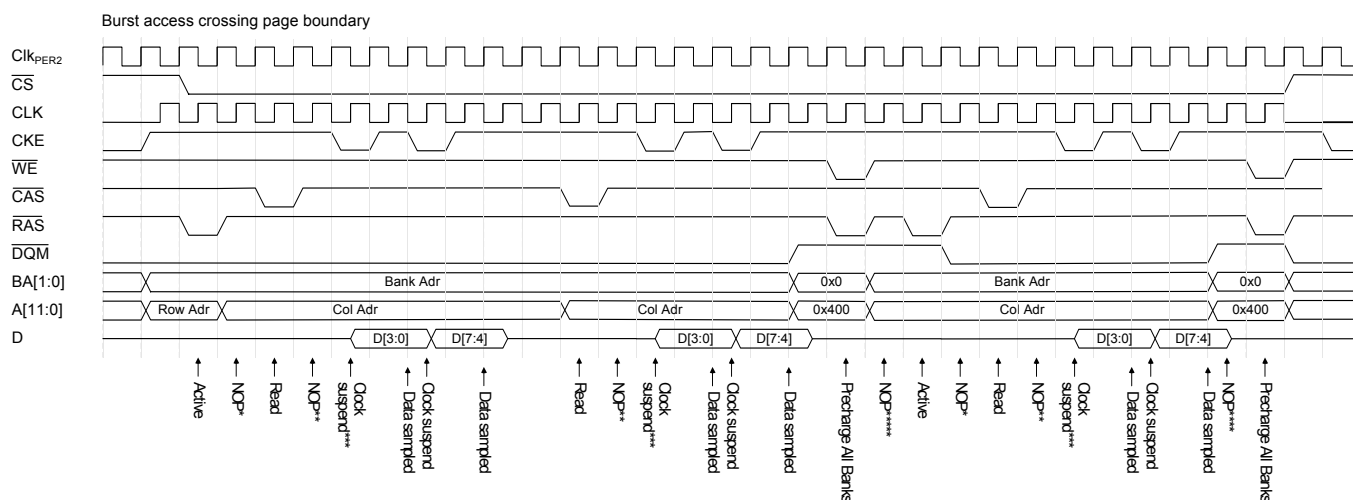 Burst access crossing page boundary
ClkPER2
CS
CLK
CKE
WE
CAS
RAS
DQM
BA[1:0] Bank Adr 0x0 Bank Adr 0x0
A[11:0] Row Adr Col Adr Col Adr 0x400 Col Adr 0x400
D D[3:0] D[7:4] D[3:0] D[7:4] D[3:0] D[7:4]
Active
NOP*
Read
NOP**
Clock
suspend***
Data sampled
Clock suspend
Data sampled
Read
NOP**
Clock
suspend***
Data sampled
Clock suspend
Data sampled
Precharge All Banks
NOP*****
Active
NOP*
Read
NOP**
Clock
suspend***
Data sampled
Clock suspend
Data sampled
NOP****
Precharge All Banks